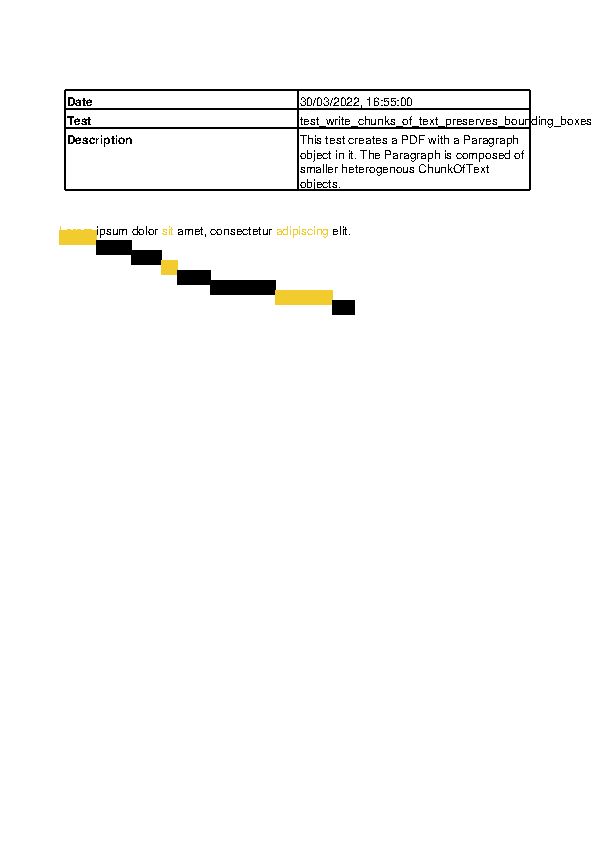 Date 30/03/2022, 16:55:00
Test test_write_chunks_of_text_preserves_bounding_boxes
Description This test creates a PDF with a Paragraph
object in it. The Paragraph is composed of
smaller heterogenous ChunkOfText
objects.
ipsum dolor sit amet, consectetur adipiscing elit.